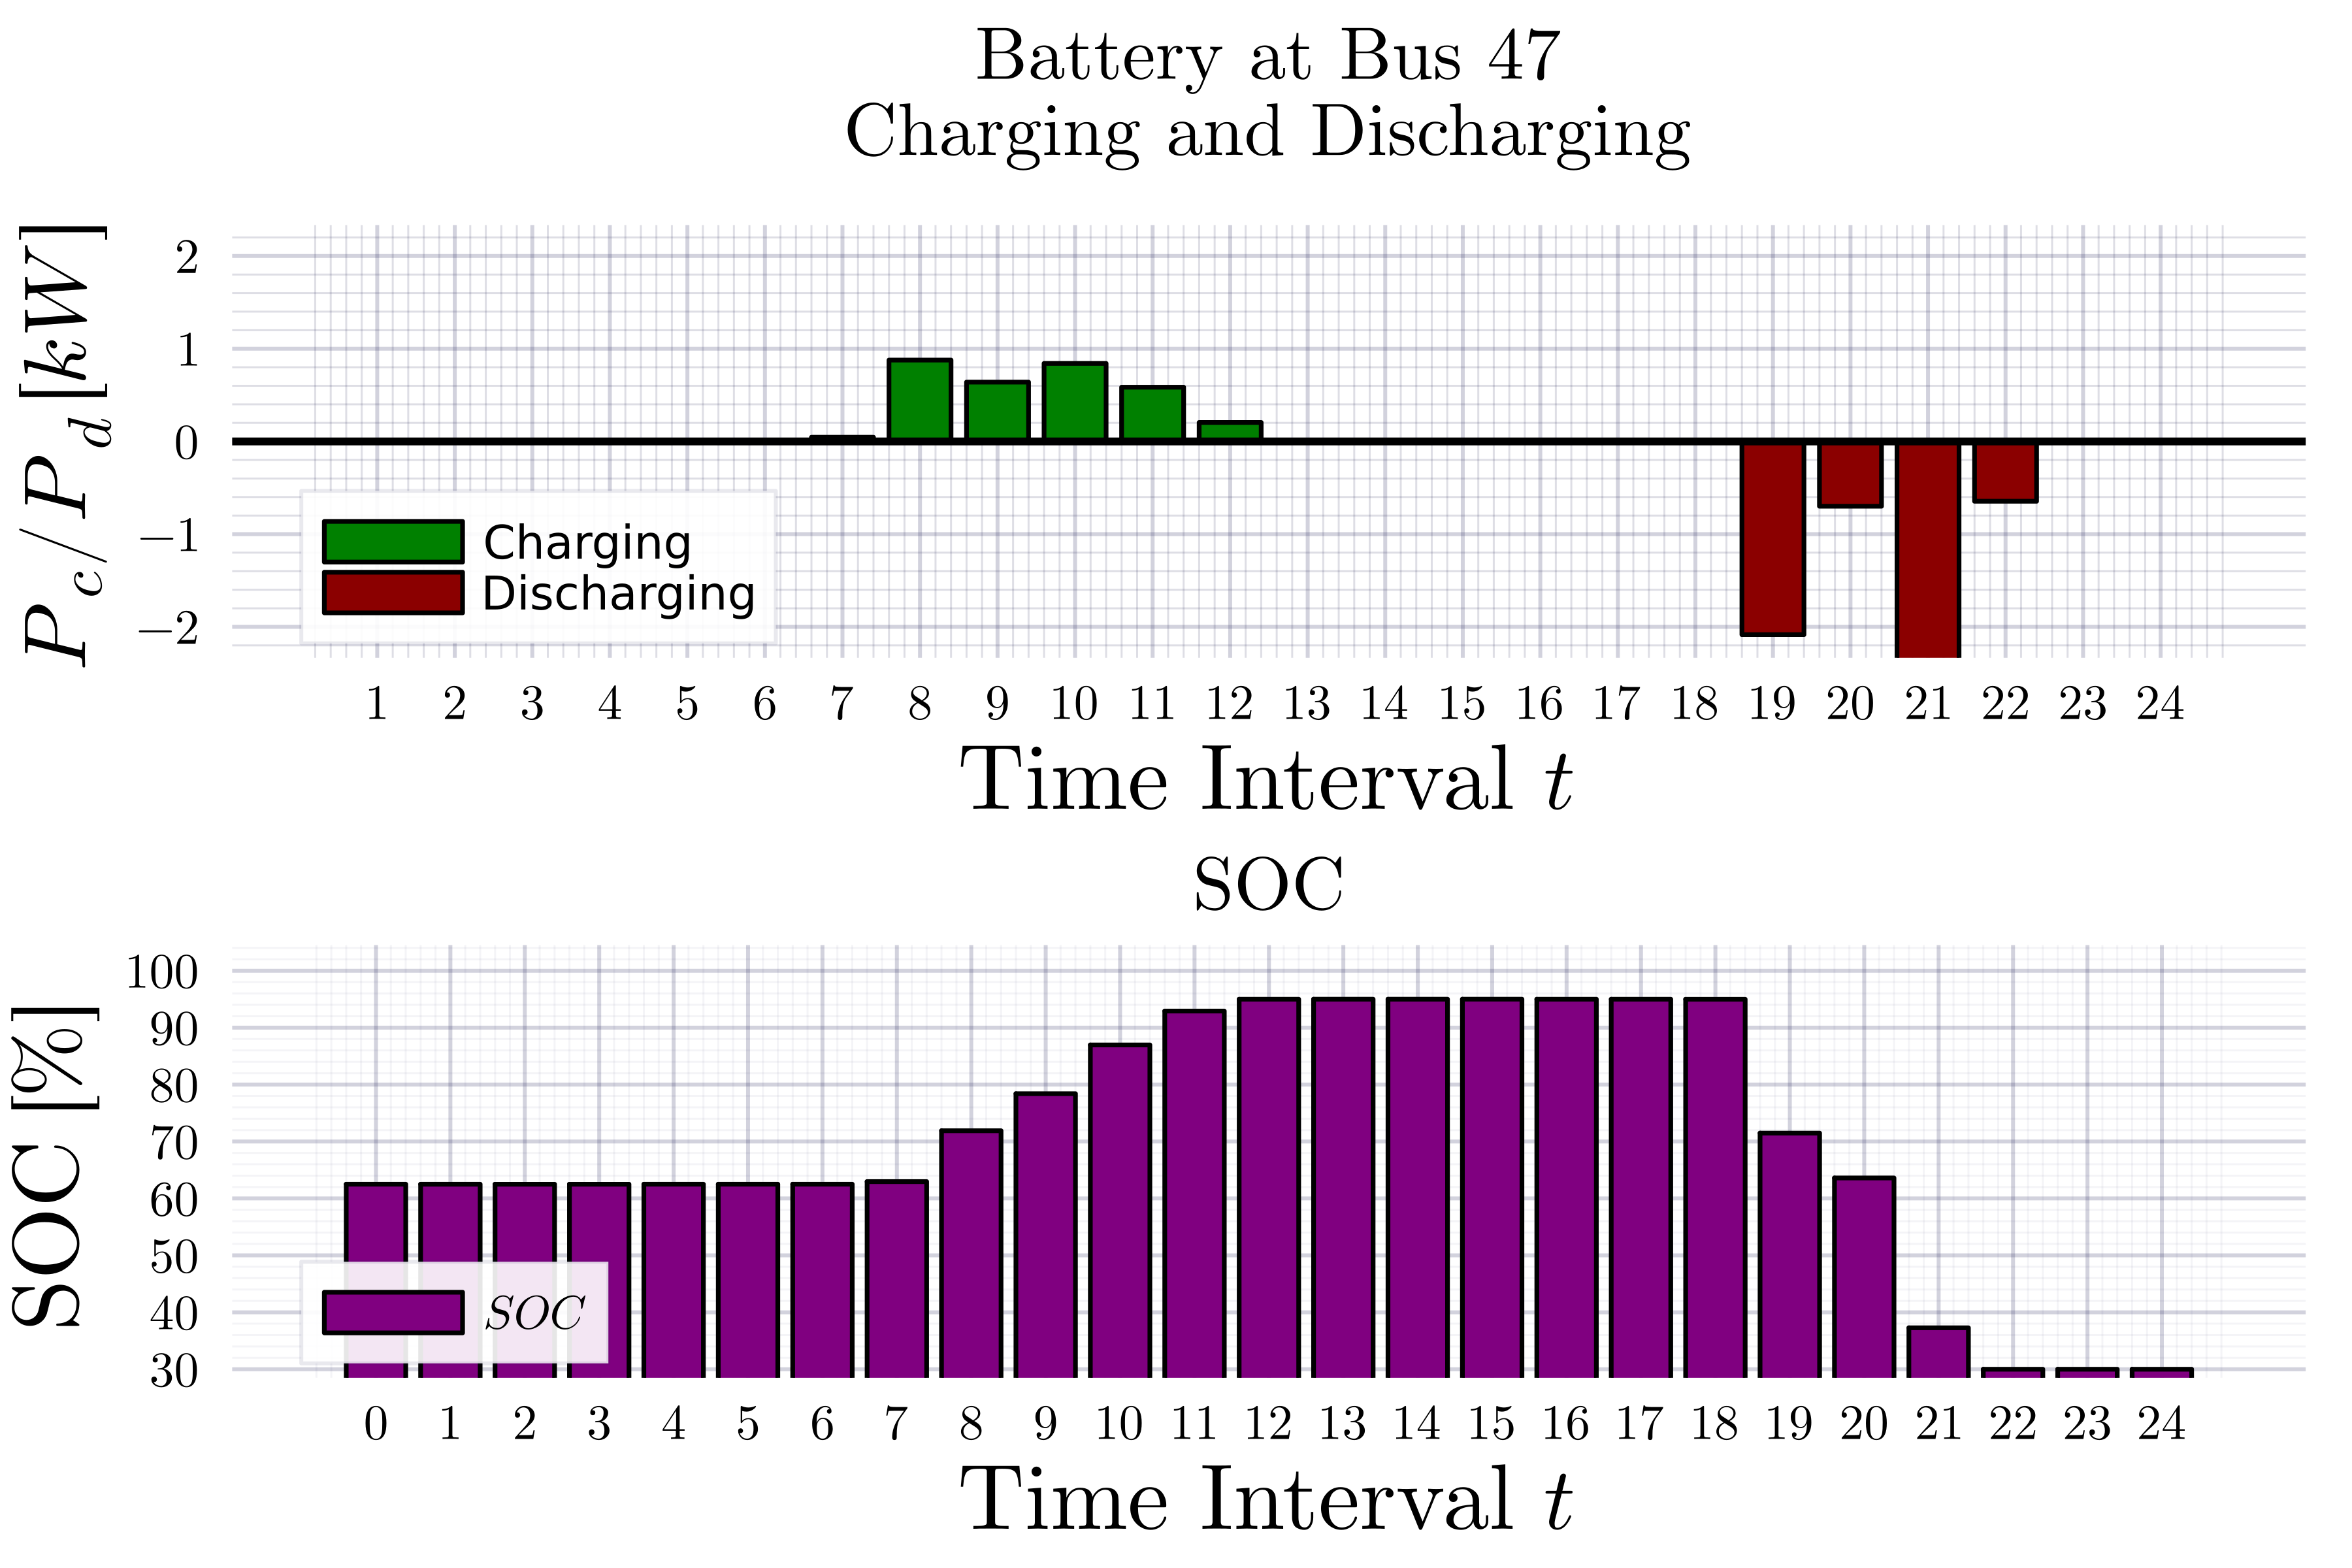 Battery at Bus 47
Charging and Discharging
P_c/P_d [kW]
2
1
0
−1
−2
Charging
Discharging
1 2 3 4 5 6 7 8 9 10 11 12 13 14 15 16 17 18 19 20 21 22 23 24
Time Interval t
SOC
SOC [%]
100
90
80
70
60
50
40
30
SOC
0 1 2 3 4 5 6 7 8 9 10 11 12 13 14 15 16 17 18 19 20 21 22 23 24
Time Interval t